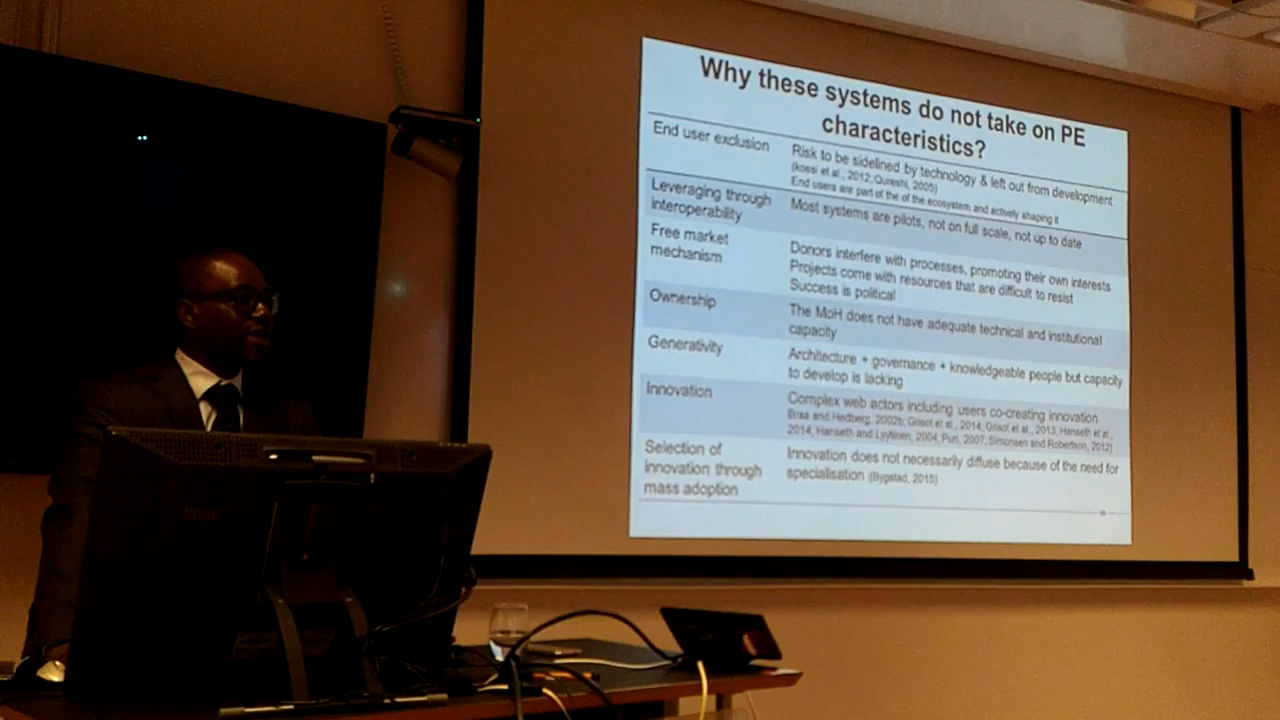 Why these systems do not take on PE
characteristics?
End user exclusion
Risk to be sidelined by technology & left out from development
(kossi et al., 2012; Qureshi, 2005)
End users are part of the of the ecosystem and actively shaping it
Leveraging through
interoperability
Most systems are pilots, not on full scale, not up to date
Free market
mechanism
Donors interfere with processes, promoting their own interests
Projects come with resources that are difficult to resist
Success is political
Ownership
The MoH does not have adequate technical and institutional
capacity
Generativity
Architecture + governance + knowledgeable people but capacity
to develop is lacking
Innovation
Complex web actors including users co-creating innovation
Braa and Hedberg, 2002b; Grisot et al., 2014; Grisot et al., 2013, Hanseth et al.,
2014, Hanseth and Lyytinen, 2004, Puri, 2007; Simonsen and Robertson, 2012)
Selection of
innovation through
mass adoption
Innovation does not necessarily diffuse because of the need for
specialisation (Bygstad, 2015)